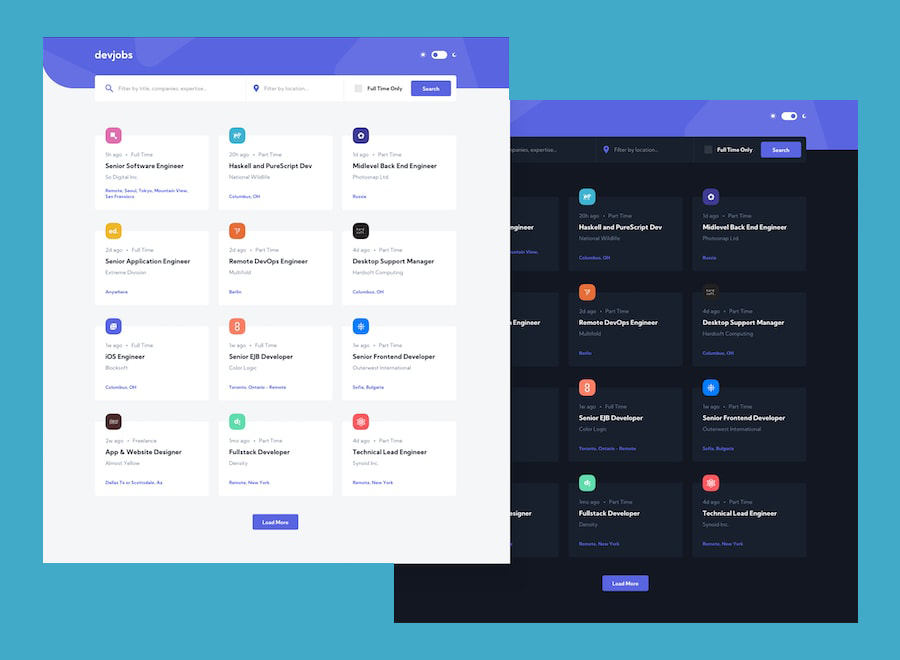 devjobs
Filter by title, companies, expertise...
Filter by location...
Full Time Only
Search
5h ago • Full Time
Senior Software Engineer
So Digital Inc.
Remote, Seoul, Tokyo, Mountain View,
San Fransisco
20h ago • Part Time
Haskell and PureScript Dev
National Wildlife
Columbus, OH
1d ago • Part Time
Midlevel Back End Engineer
Photosnap Ltd.
Russia
ed.
2d ago • Full Time
Senior Application Engineer
Extreme Division
Anywhere
2d ago • Part Time
Remote DevOps Engineer
Multifold
Berlin
4d ago • Part Time
Desktop Support Manager
Hardsoft Computing
Columbus, OH
1w ago • Full Time
iOS Engineer
Blocksoft
Columbus, OH
1w ago • Full Time
Senior EJB Developer
Color Logic
Toronto, Ontario - Remote
1w ago • Part Time
Senior Frontend Developer
Outerwest International
Sofia, Bulgaria
2w ago • Freelance
App & Website Designer
Almost Yellow
Dallas Tx or Scottsdale, Az
1mo ago • Part Time
Fullstack Developer
Density
Remote, New York
4d ago • Part Time
Technical Lead Engineer
Synoid Inc.
Remote, New York
Load More
expertise...
Filter by location...
Full Time Only
Search
ngineer
ountain View,
20h ago • Part Time
Haskell and PureScript Dev
National Wildlife
Columbus, OH
1d ago • Part Time
Midlevel Back End Engineer
Photosnap Ltd.
Russia
Engineer
2d ago • Part Time
Remote DevOps Engineer
Multifold
Berlin
4d ago • Part Time
Desktop Support Manager
Hardsoft Computing
Columbus, OH
1w ago • Full Time
Senior EJB Developer
Color Logic
Toronto, Ontario - Remote
1w ago • Part Time
Senior Frontend Developer
Outerwest International
Sofia, Bulgaria
esigner
1mo ago • Part Time
Fullstack Developer
Density
Remote, New York
4d ago • Part Time
Technical Lead Engineer
Synoid Inc.
Remote, New York
Load More